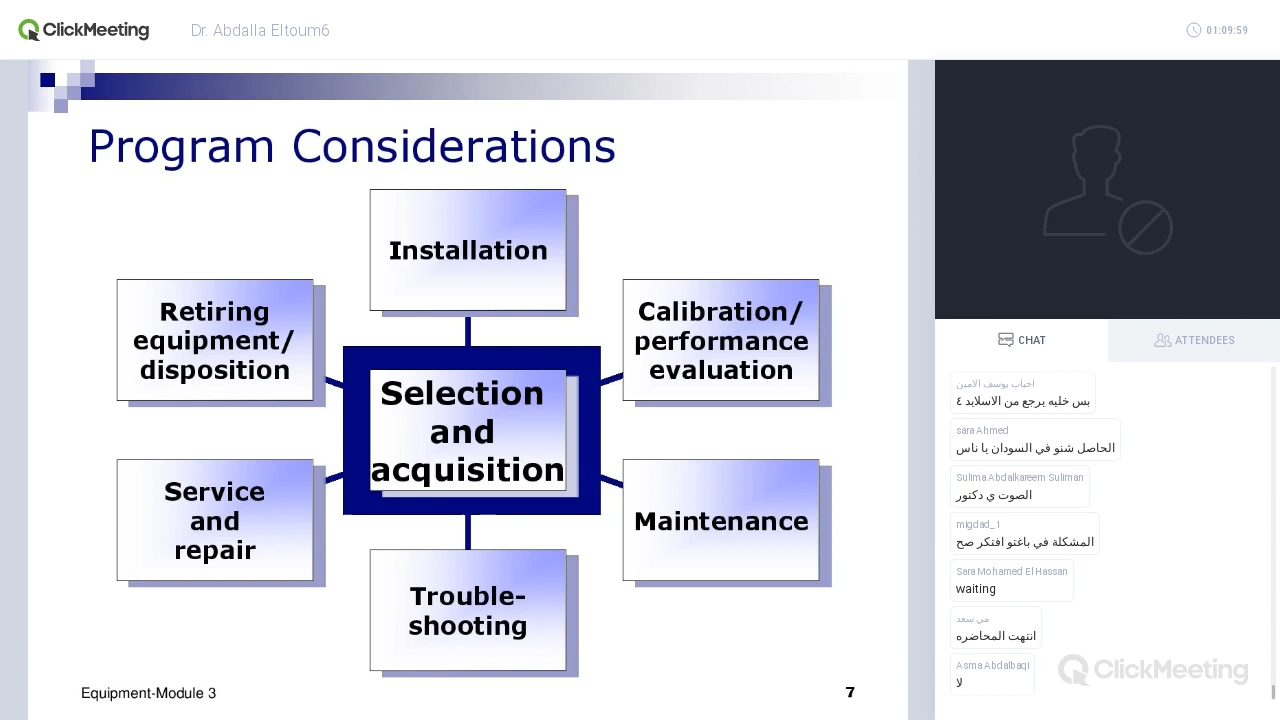 ClickMeeting
Dr. Abdalla Eltoum6
01:09:59
Program Considerations
Installation
Retiring
equipment/
disposition
Calibration/
performance
evaluation
Selection
and
acquisition
Service
and
repair
Maintenance
Trouble-
shooting
Equipment-Module 3
7
CHAT
ATTENDEES
احباب يوسف الامين
بس خليه يرجع من الاسلايد ٤
sara Ahmed
الحاصل شنو في السودان يا ناس
Sulima Abdalkareem Suliman
الصوت ي دكتور
migdad_1
المشكلة في باغتو افتكر صح
Sara Mohamed El Hassan
waiting
مي سعد
انتهت المحاضره
Asma Abdalbaqi
لا
ClickMeeting